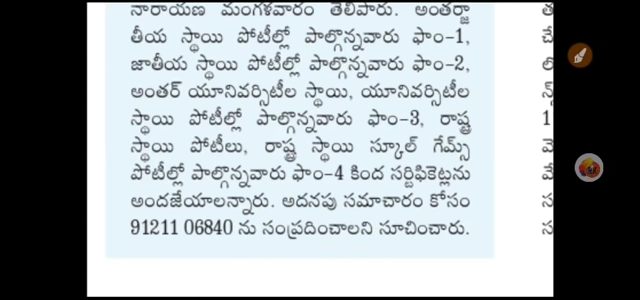 నారాయణ మంగళవారం తెలిపారు. అంతర్జా
తీయ స్థాయి పోటీల్లో పాల్గొన్నవారు ఫాం-1,
జాతీయ స్థాయి పోటీల్లో పాల్గొన్నవారు ఫాం-2,
అంతర్ యూనివర్సిటీల స్థాయి, యూనివర్సిటీల
స్థాయి పోటీల్లో పాల్గొన్నవారు ఫాం-3, రాష్ట్ర
స్థాయి పోటీలు, రాష్ట్ర స్థాయి స్కూల్ గేమ్స్
పోటీల్లో పాల్గొన్నవారు ఫాం-4 కింద సర్టిఫికెట్లను
అందజేయాలన్నారు. అదనపు సమాచారం కోసం
91211 06840 ను సంప్రదించాలని సూచించారు.